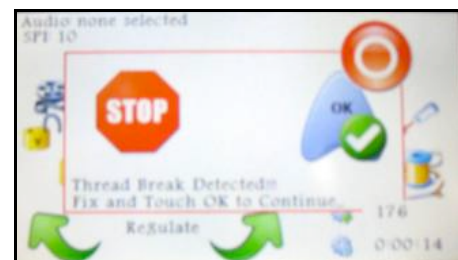 Audio: none selected
SPI: 10
STOP
OK
Thread Break Detected!!!
Fix and Touch OK to Continue.
176
Regulate
0:00:14